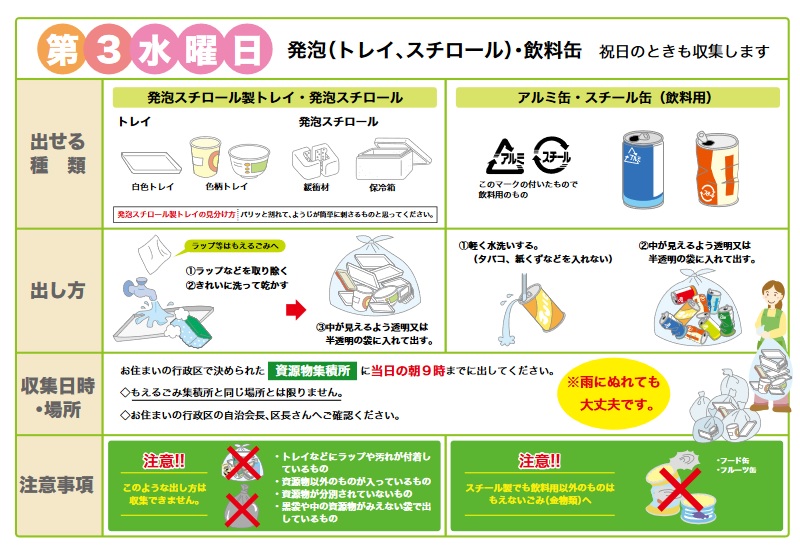 第3水曜日 発泡(トレイ、スチロール)・飲料缶 祝日のときも収集します
出せる
種類
発泡スチロール製トレイ・発泡スチロール
トレイ
発泡スチロール
白色トレイ
色柄トレイ
緩衝材
保冷箱
発泡スチロール製トレイの見分け方 パリッと割れて、ようじが簡単に刺さるものと思ってください。
アルミ缶・スチール缶(飲料用)
アルミ
スチール
このマークの付いたもので
飲料用のもの
アルミ
スチール
出し方
ラップ等はもえるごみへ
①ラップなどを取り除く
②きれいに洗って乾かす
③中が見えるよう透明又は
半透明の袋に入れて出す。
①軽く水洗いする。
(タバコ、紙くずなどを入れない)
②中が見えるよう透明又は
半透明の袋に入れて出す。
収集日時
・場所
お住まいの行政区で決められた 資源物集積所 に当日の朝9時までに出してください。
◇もえるごみ集積所と同じ場所とは限りません。
◇お住まいの行政区の自治会長、区長さんへご確認ください。
※雨にぬれても
大丈夫です。
注意事項
注意!!
このような出し方は
収集できません。
・トレイなどにラップや汚れが付着し
ているもの
・資源物以外のものが入っているもの
・資源物が分別されていないもの
・黒袋や中の資源物がみえない袋で出
しているもの
注意!!
スチール製でも飲料用以外のものは
もえないごみ(金物類)へ
・フード缶
・フルーツ缶